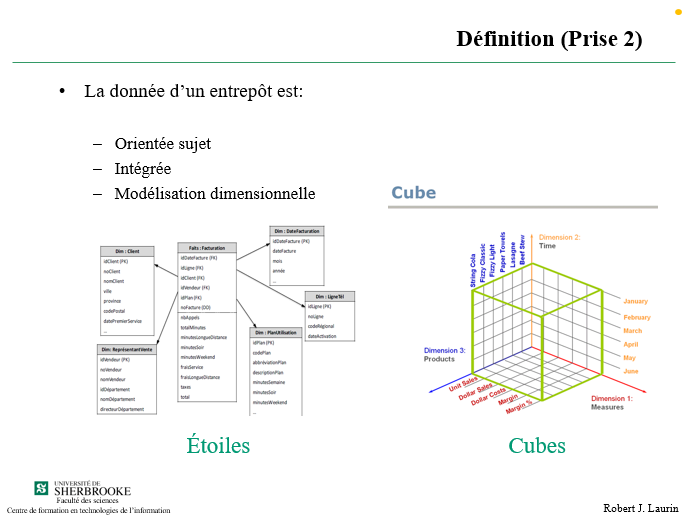 Définition (Prise 2)
• La donnée d'un entrepôt est:
– Orientée sujet
– Intégrée
– Modélisation dimensionnelle
Cube
Dim : DateFacturation
idDateFacture (PK)
dateFacture
mois
année
...
Dim : Client
idClient (PK)
noClient
nomClient
ville
province
codePostal
datePremierService
...
Faits : Facturation
idDateFacture (FK)
idLigne (FK)
idClient (FK)
idVendeur (FK)
idPlan (FK)
noFacture (DD)
nbAppels
totalMinutes
minutesLongueDistance
minutesSoir
minutesWeekend
fraisService
fraisLongueDistance
taxes
total
Dim : LigneTél
idLigne (PK)
noLigne
codeRégional
dateActivation
Dim : PlanUtilisation
idPlan (PK)
codePlan
abbréviationPlan
descriptionPlan
minutesSemaine
minutesSoir
minutesWeekend
...
Dim : ReprésentantVente
idVendeur (PK)
noVendeur
nomVendeur
idDépartement
nomDépartement
directeurDépartement
String Cola
Fizzy Classic
Fizzy Light
Paper Towels
Lasagne
Beef Stew
Dimension 2:
Time
January
February
March
April
May
June
Dimension 3:
Products
Unit Sales
Dollar Sales
Dollar Costs
Margin
Margin %
Dimension 1:
Measures
Étoiles
Cubes
UNIVERSITÉ DE
SHERBROOKE
Faculté des sciences
Centre de formation en technologies de l'information
Robert J. Laurin